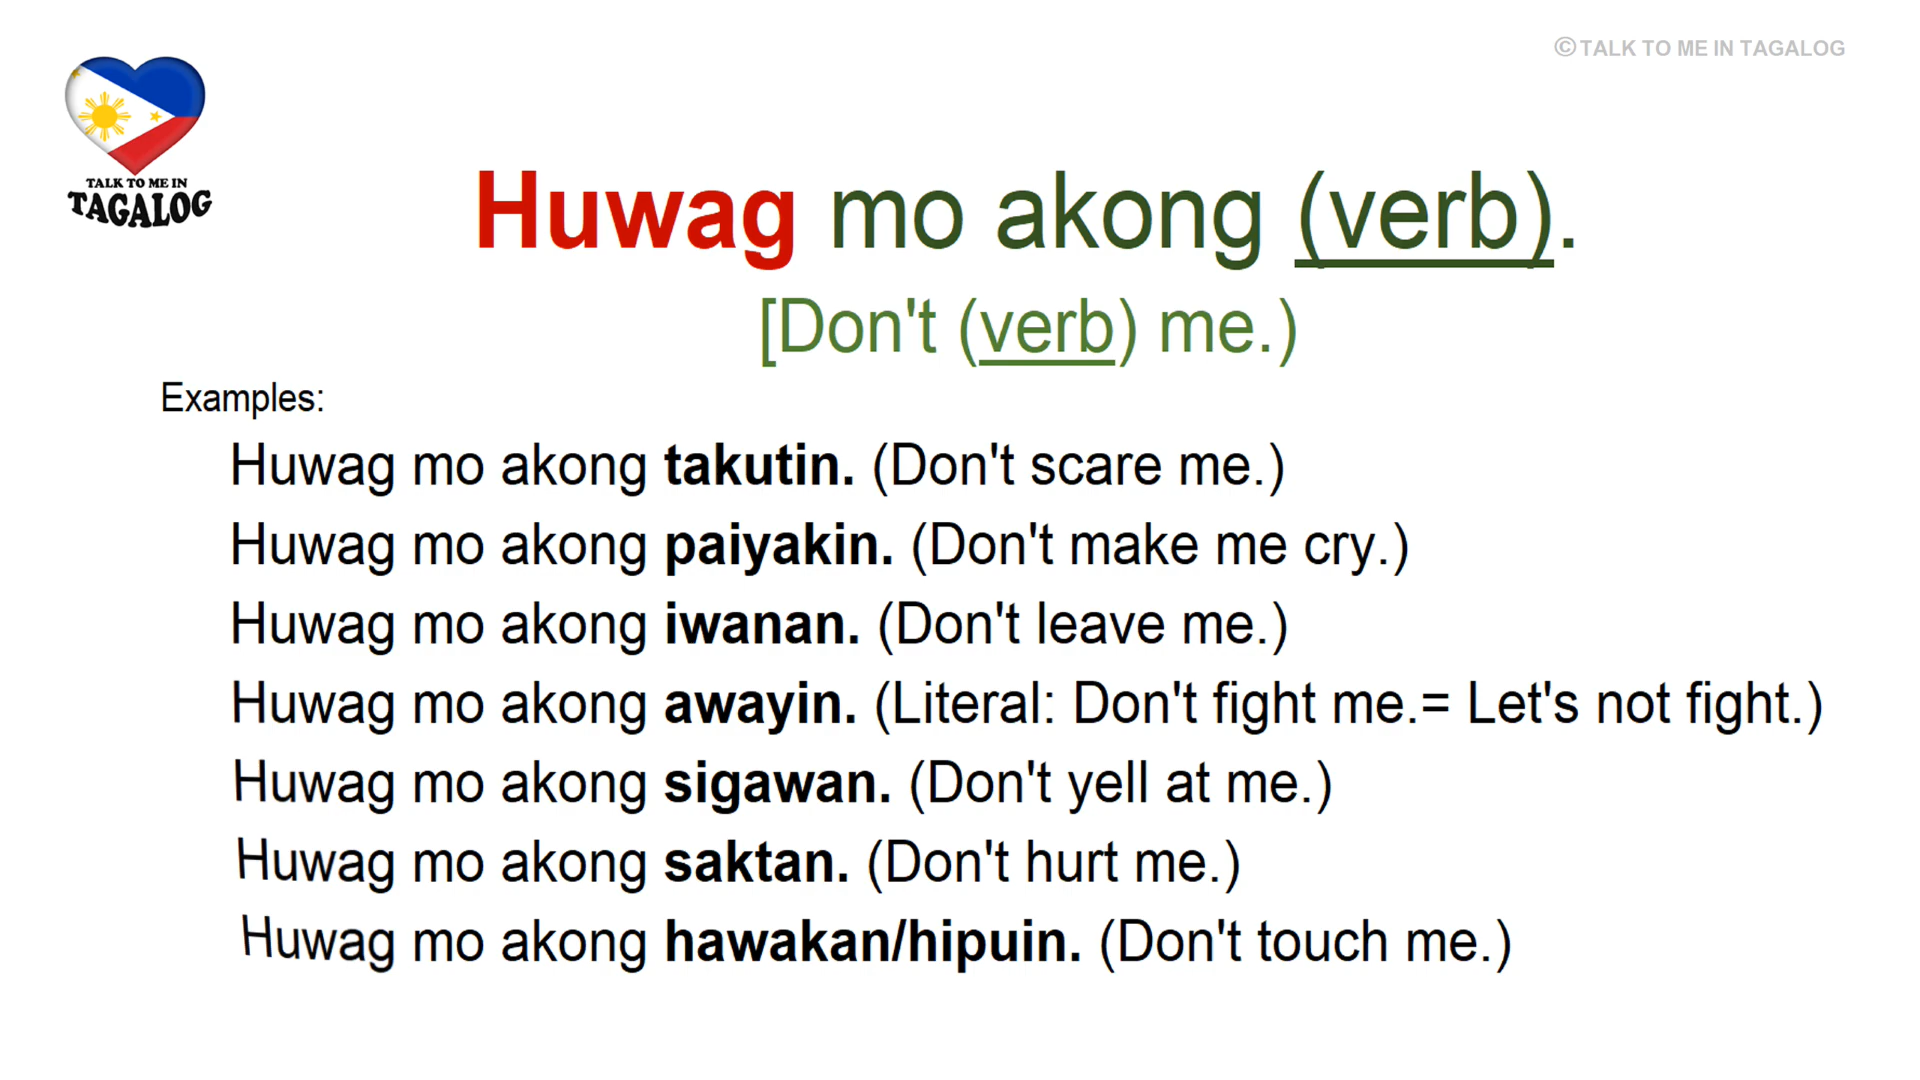 © TALK TO ME IN TAGALOG
TALK TO ME IN
TAGALOG
Huwag mo akong (verb).
[Don't (verb) me.)
Examples:
Huwag mo akong takutin. (Don't scare me.)
Huwag mo akong paiyakin. (Don't make me cry.)
Huwag mo akong iwanan. (Don't leave me.)
Huwag mo akong awayin. (Literal: Don't fight me.= Let's not fight.)
Huwag mo akong sigawan. (Don't yell at me.)
Huwag mo akong saktan. (Don't hurt me.)
Huwag mo akong hawakan/hipuin. (Don't touch me.)